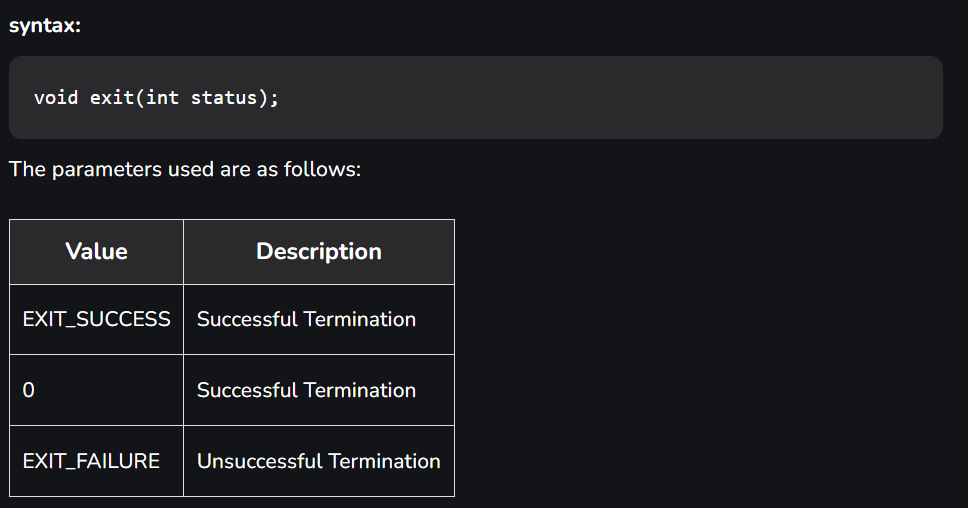 syntax:
void exit(int status);
The parameters used are as follows:
Value Description
EXIT_SUCCESS Successful Termination
0 Successful Termination
EXIT_FAILURE Unsuccessful Termination